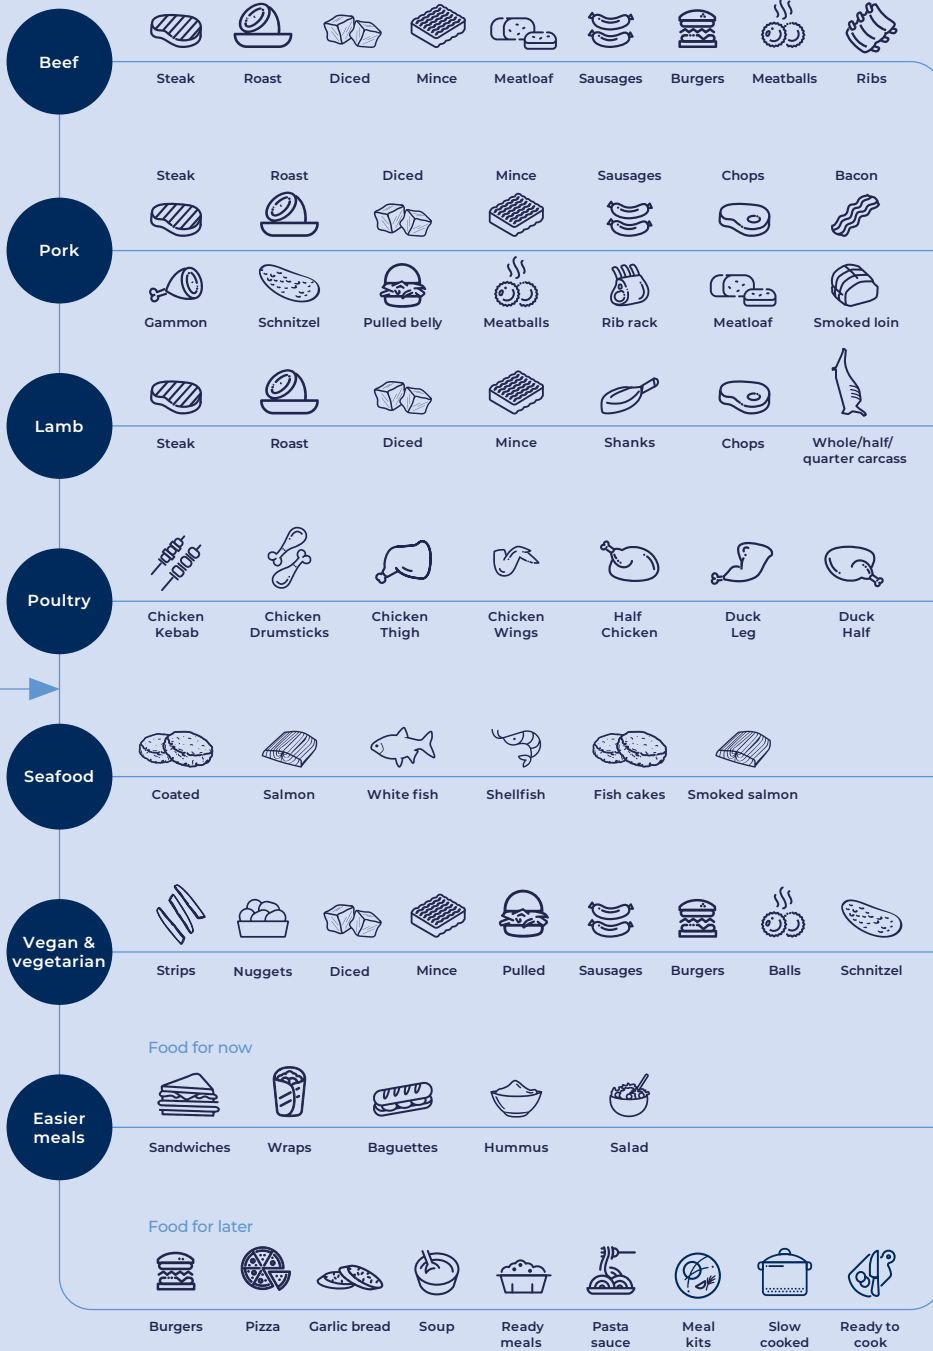 Beef
Steak Roast Diced Mince Meatloaf Sausages Burgers Meatballs Ribs
Steak Roast Diced Mince Sausages Chops Bacon
Pork
Gammon Schnitzel Pulled belly Meatballs Rib rack Meatloaf Smoked loin
Lamb
Steak Roast Diced Mince Shanks Chops Whole/half/
quarter carcass
Poultry
Chicken Chicken Chicken Chicken Half Duck Duck
Kebab Drumsticks Thigh Wings Chicken Leg Half
Seafood
Coated Salmon White fish Shellfish Fish cakes Smoked salmon
Vegan &
vegetarian
Strips Nuggets Diced Mince Pulled Sausages Burgers Balls Schnitzel
Food for now
Easier
meals
Sandwiches Wraps Baguettes Hummus Salad
Food for later
Burgers Pizza Garlic bread Soup Ready Pasta Meal Slow Ready to
meals sauce kits cooked cook